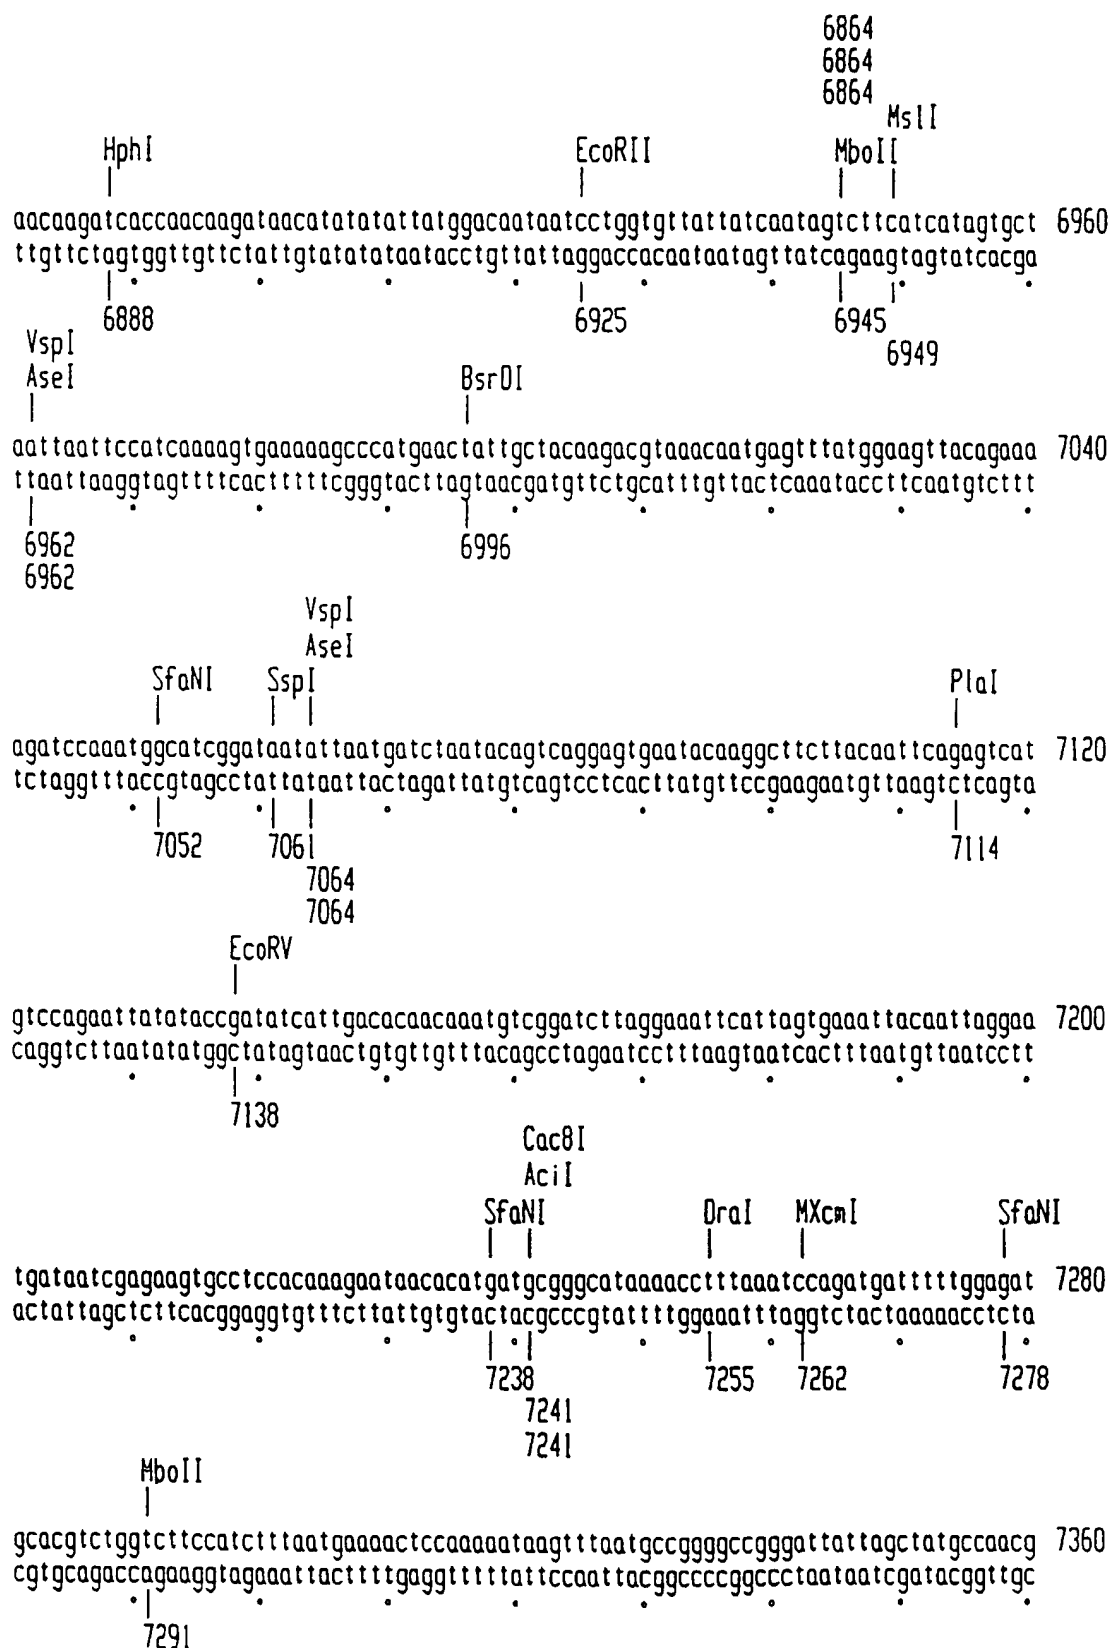 6864
6864
6864
MslI
HphI EcoRII MboII
aacaagatcaccaacaagataacatatatattatggacaataatcctggtgttattatcaatagtcttcatcatagtgct 6960
ttgttctagtggttgttctattgtatatataatacctgttattaggaccacaataatagttatcagaagtagtatcacga
6888 6925 6945
6949
VspI
AseI BsrDI
aattaattccatcaaaagtgaaaaagcccatgaactattgctacaagacgtaaacaatgagtttatggaagttacagaaa 7040
ttaattaaggtagttttcactttttcgggtacttagtaacgatgttctgcatttgttactcaaataccttcaatgtcttt
6962 6996
6962
VspI
AseI
SfaNI SspI PlaI
agatccaaatggcatcggataatattaatgatctaatacagtcaggagtgaatacaaggcttcttacaattcagagtcat 7120
tctaggtttaccgtagcctattataattactagattatgtcagtcctcacttatgttccgaagaatgttaagtctcagta
7052 7061 7114
7064
7064
EcoRV
gtccagaattatataccgatatcattgacacaacaaatgtcggatcttaggaaattcattagtgaaattacaattaggaa 7200
caggtcttaatatatggctatagtaactgtgttgtttacagcctagaatcctttaagtaatcactttaatgttaatcctt
7138
Cac8I
AciI
SfaNI DraI MXcmI SfaNI
tgataatcgagaagtgcctccacaaagaataacacatgatgcgggcataaaacctttaaatccagatgatttttggagat 7280
actattagctcttcacggaggtgtttcttattgtgtactacgcccgtattttggaaatttaggtctactaaaaacctcta
7238 7255 7262 7278
7241
7241
MboII
gcacgtctggtcttccatctttaatgaaaactccaaaaataagtttaatgccggggccgggattattagctatgccaacg 7360
cgtgcagaccagaaggtagaaattacttttgaggtttttattccaattacggccccggccctaataatcgatacggttgc
7291